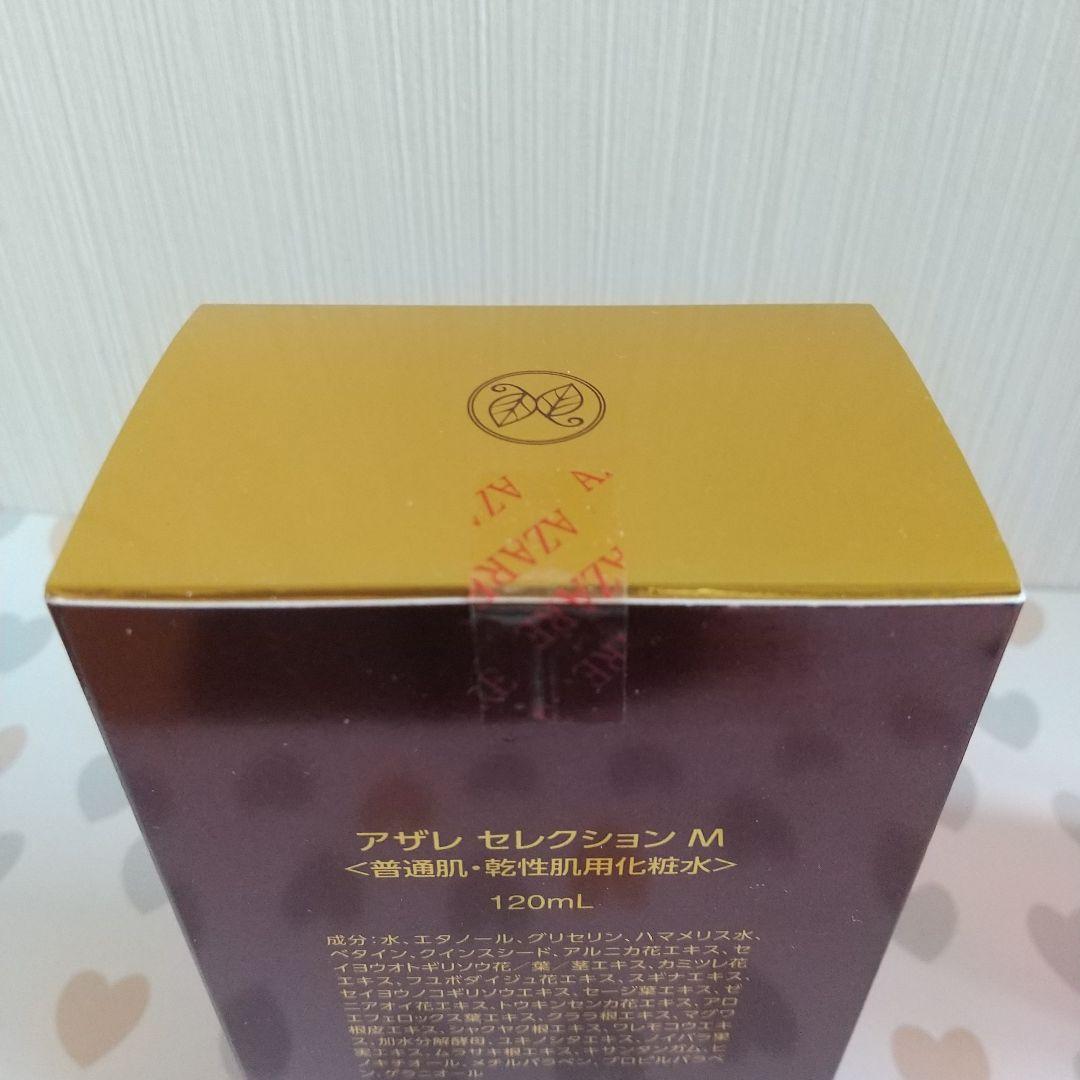 AZARE
AZARE
アザレ セレクション M
<普通肌・乾性肌用化粧水>
120mL
成分:水、エタノール、グリセリン、ハマメリス水、
ベタイン、クインスシード、アルニカ花エキス、セ
イヨウオトギリソウ花/葉/茎エキス、カミツレ花
エキス、フユボダイジュ花エキス、スギナエキス、
セイヨウノコギリソウエキス、セージ葉エキス、ゼ
ニアオイ花エキス、トウキンセンカ花エキス、アロ
エフェロックス葉エキス、クララ根エキス、マグワ
根皮エキス、シャクヤク根エキス、ワレモコウエキ
ス、加水分解酵母、ユキノシタエキス、ノイバラ果
実エキス、ムラサキ根エキス、キサンタンガム、ヒ
ノキチオール、メチルパラベン、プロピルパラベ
ン、ゲラニオール